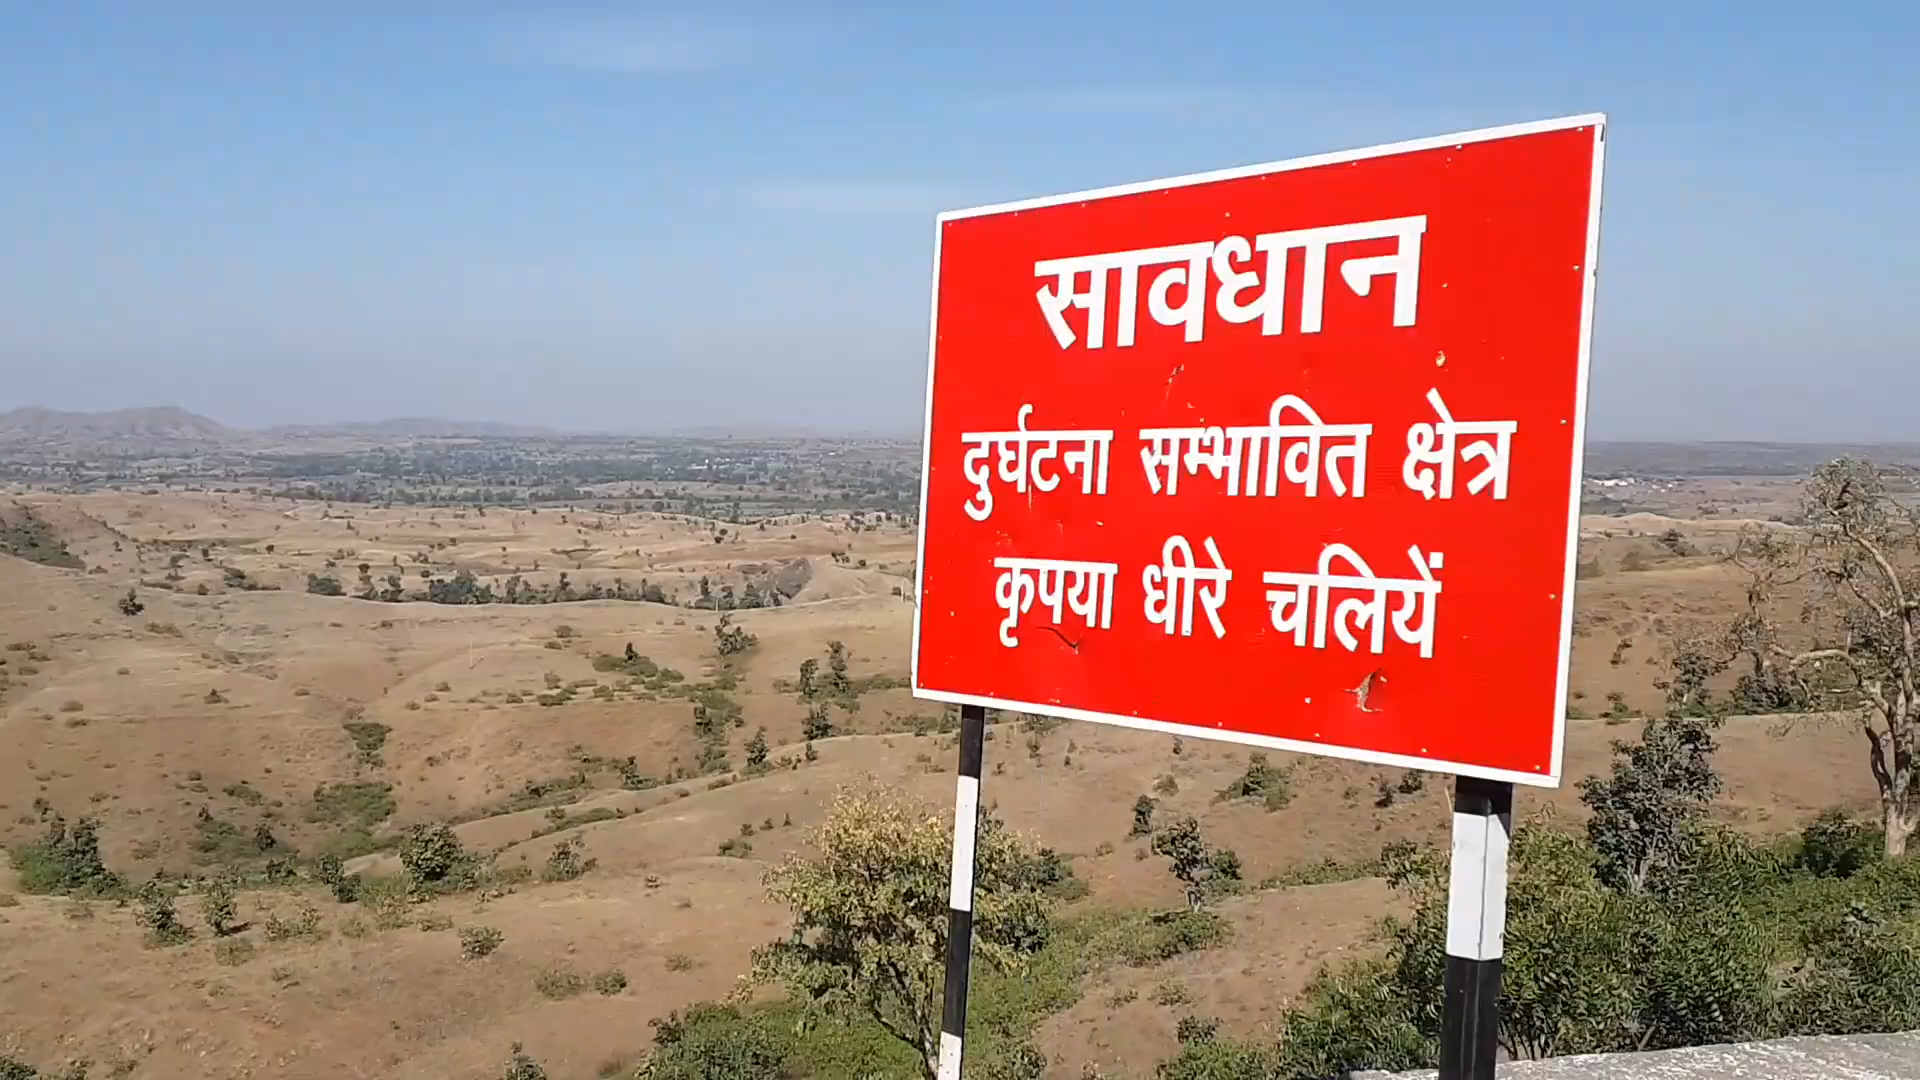 सावधान
दुर्घटना सम्भावित क्षेत्र
कृपया धीरे चलियें